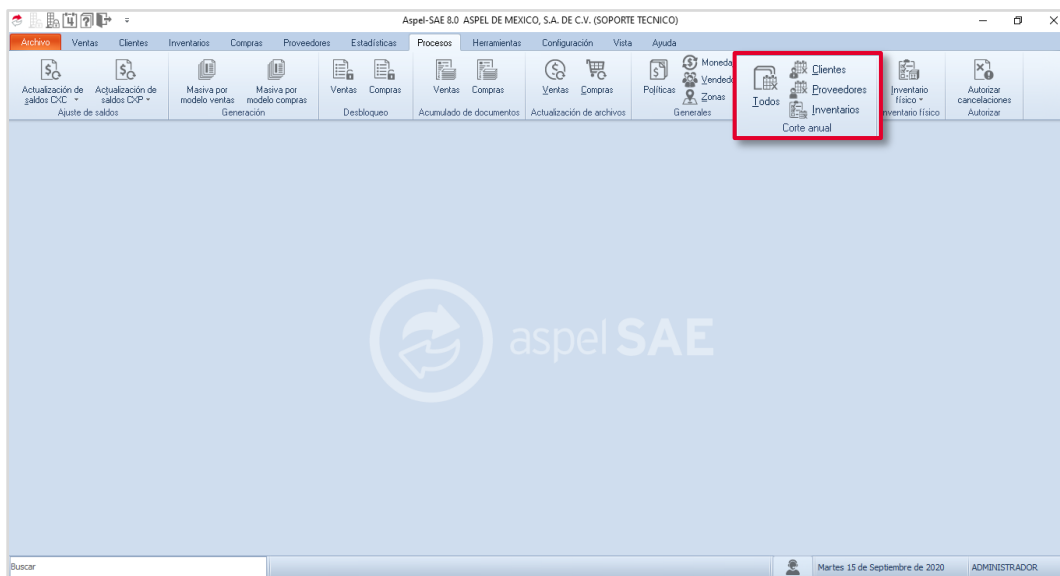 Aspel-SAE 8.0 ASPEL DE MEXICO, S.A. DE C.V. (SOPORTE TECNICO)
Archivo Ventas Clientes Inventarios Compras Proveedores Estadísticas Procesos Herramientas Configuración Vista Ayuda
Actualización de saldos CXC
Actualización de saldos CXP
Ajuste de saldos
Masiva por modelo ventas
Masiva por modelo compras
Generación
Ventas Compras
Desbloqueo
Ventas Compras
Acumulado de documentos
Ventas Compras
Actualización de archivos
Políticas
Moneda
Vended
Zonas
Generales
Todos
Clientes
Proveedores
Inventarios
Corte anual
Inventario físico
nventario físico
Autorizar cancelaciones
Autorizar
aspel SAE
Buscar
Martes 15 de Septiembre de 2020 ADMINISTRADOR